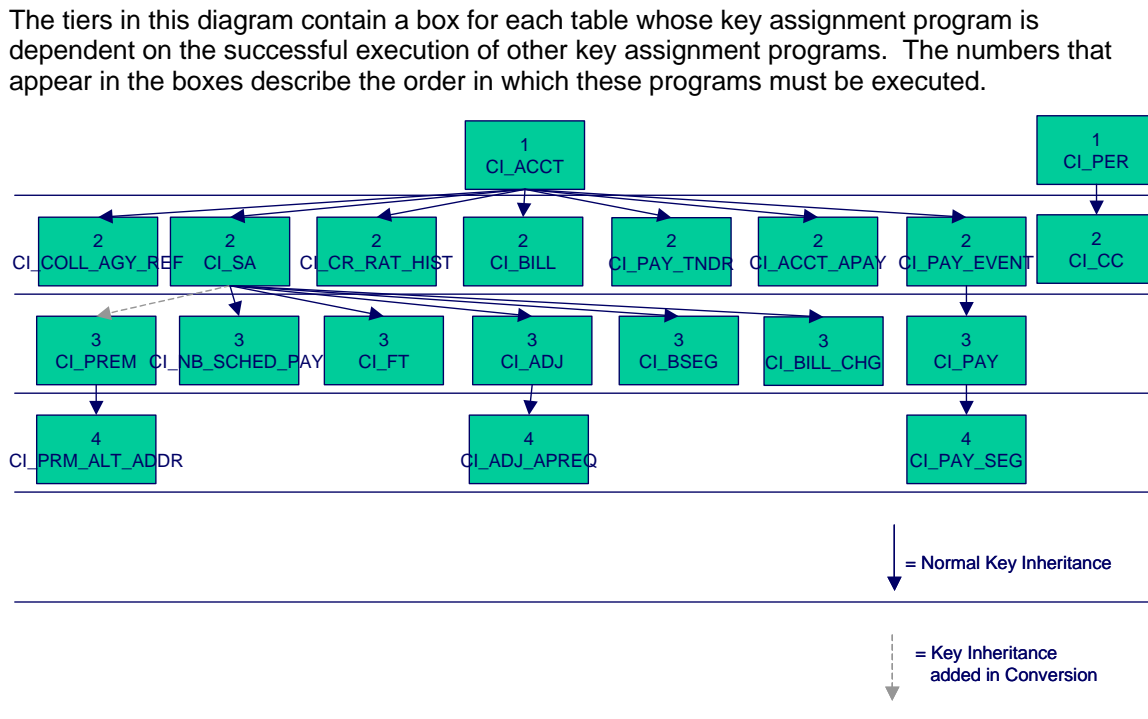 The tiers in this diagram contain a box for each table whose key assignment program is
dependent on the successful execution of other key assignment programs.  The numbers that
appear in the boxes describe the order in which these programs must be executed.
1
CI_ACCT
1
CI_PER
2
CI_COLL_AGY_REF
2
CI_SA
2
CI_CR_RAT_HIST
2
CI_BILL
2
CI_PAY_TNDR
2
CI_ACCT_APAY
2
CI_PAY_EVENT
2
CI_CC
3
CI_PREM
3
CI_NB_SCHED_PAY
3
CI_FT
3
CI_ADJ
3
CI_BSEG
3
CI_BILL_CHG
3
CI_PAY
4
CI_PRM_ALT_ADDR
4
CI_ADJ_APREQ
4
CI_PAY_SEG
= Normal Key Inheritance
= Key Inheritance
added in Conversion